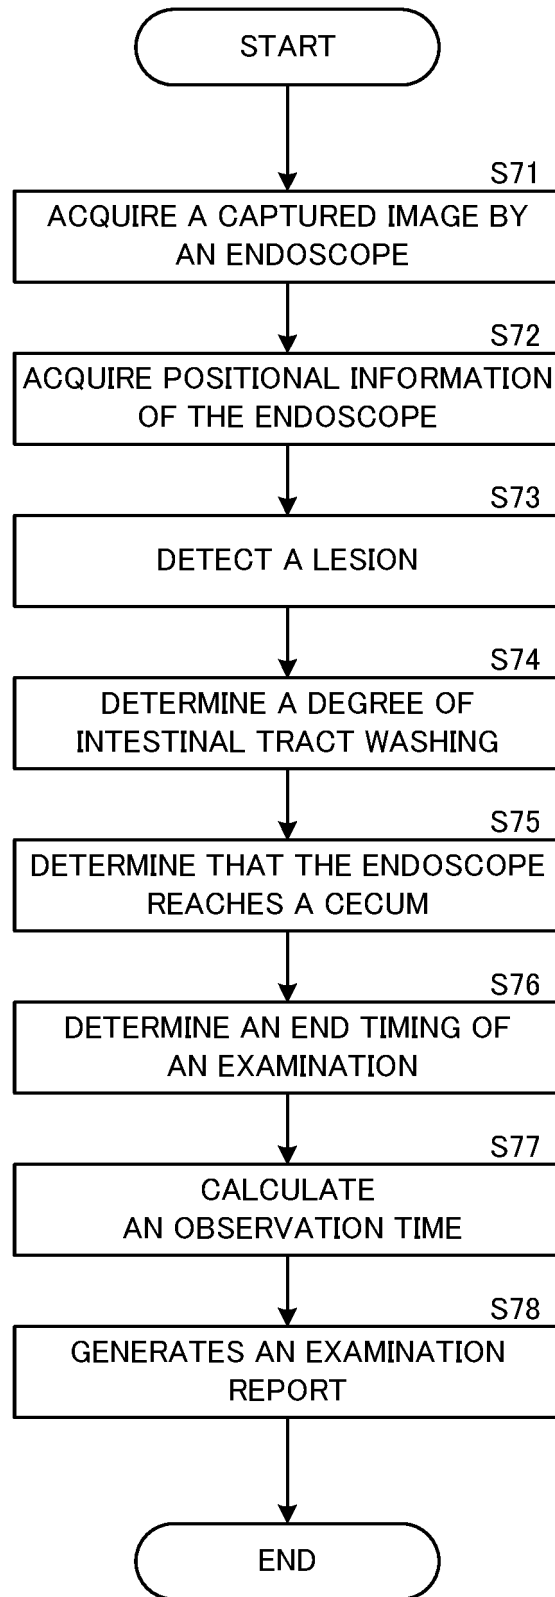 START
S71
ACQUIRE A CAPTURED IMAGE BY
AN ENDOSCOPE
S72
ACQUIRE POSITIONAL INFORMATION
OF THE ENDOSCOPE
S73
DETECT A LESION
S74
DETERMINE A DEGREE OF
INTESTINAL TRACT WASHING
S75
DETERMINE THAT THE ENDOSCOPE
REACHES A CECUM
S76
DETERMINE AN END TIMING OF
AN EXAMINATION
S77
CALCULATE
AN OBSERVATION TIME
S78
GENERATES AN EXAMINATION
REPORT
END